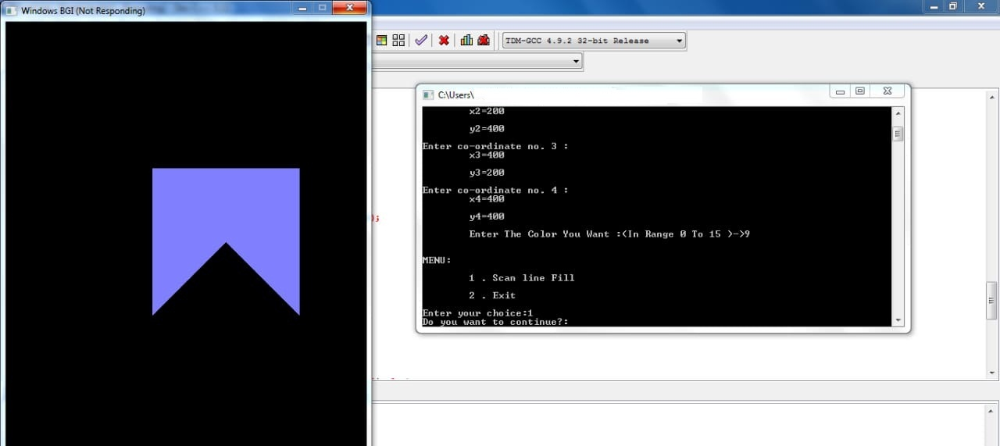 Windows BGI (Not Responding)
TDM-GCC 4.9.2 32-bit Release
);
C:\Users\
x2=200
y2=400
Enter co-ordinate no. 3 :
x3=400
y3=200
Enter co-ordinate no. 4 :
x4=400
y4=400
Enter The Color You Want :(In Range 0 To 15 )->9
MENU:
1 . Scan line Fill
2 . Exit
Enter your choice:1
Do you want to continue?: